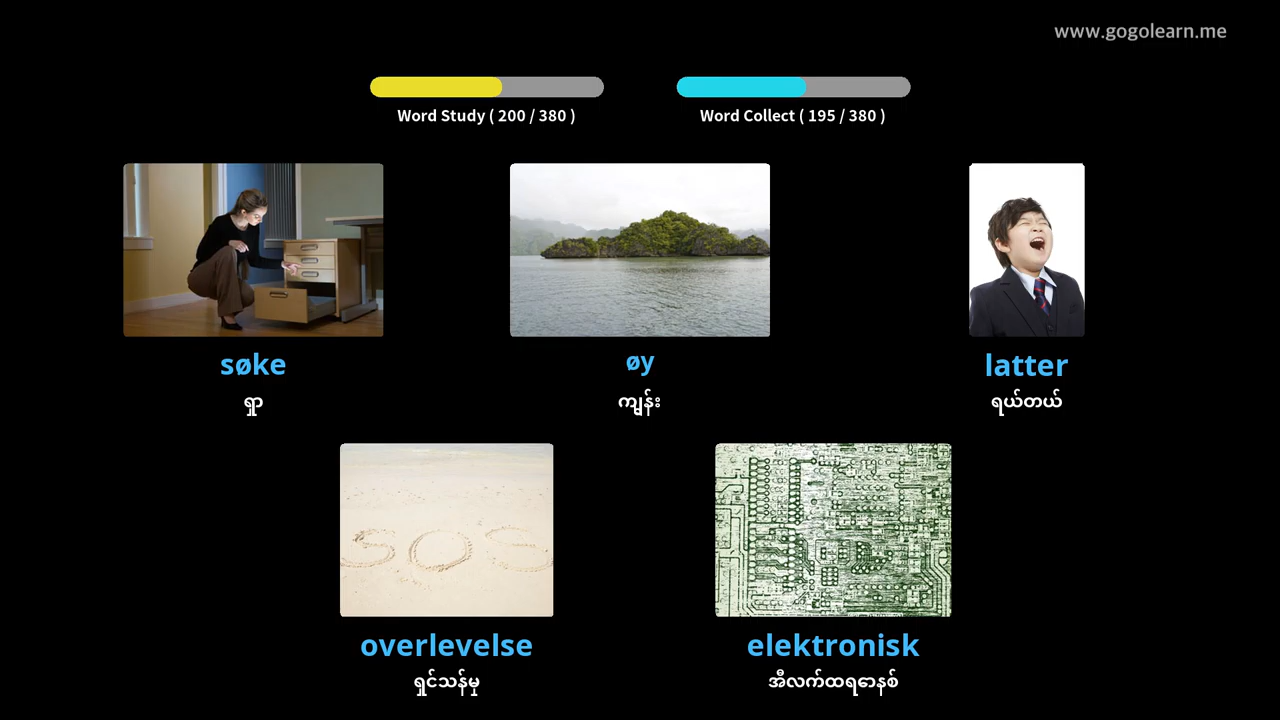 www.gogolearn.me
Word Study ( 200 / 380 )
Word Collect ( 195 / 380 )
søke
ရှာ
øy
ကျွန်း
latter
ရယ်တယ်
SOS
overlevelse
ရှင်သန်မှု
elektronisk
အီလက်ထရောနစ်